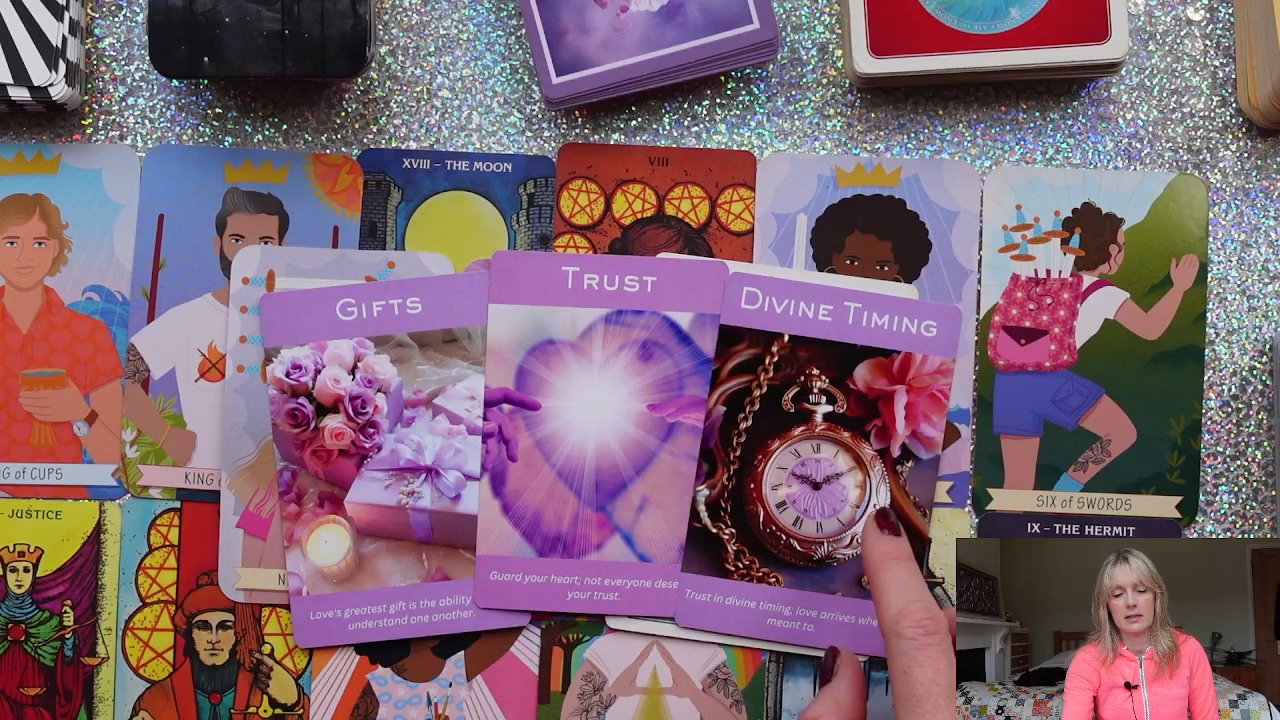 XVIII – THE MOON
VIII
GIFTS
TRUST
DIVINE TIMING
OF CUPS
KING
SIX OF SWORDS
JUSTICE
IX – THE HERMIT
Love's greatest gift is the ability
understand one another.
Guard your heart; not everyone
your trust.
Trust in divine timing; love arrives
meant to.